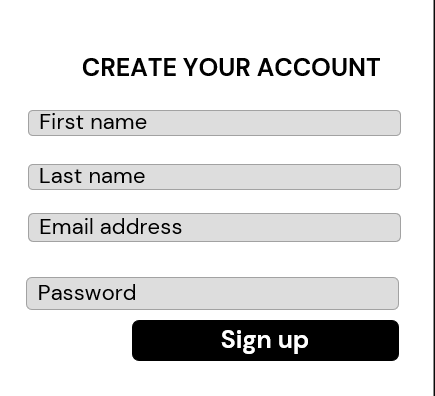 CREATE YOUR ACCOUNT
First name
Last name
Email address
Password
Sign up